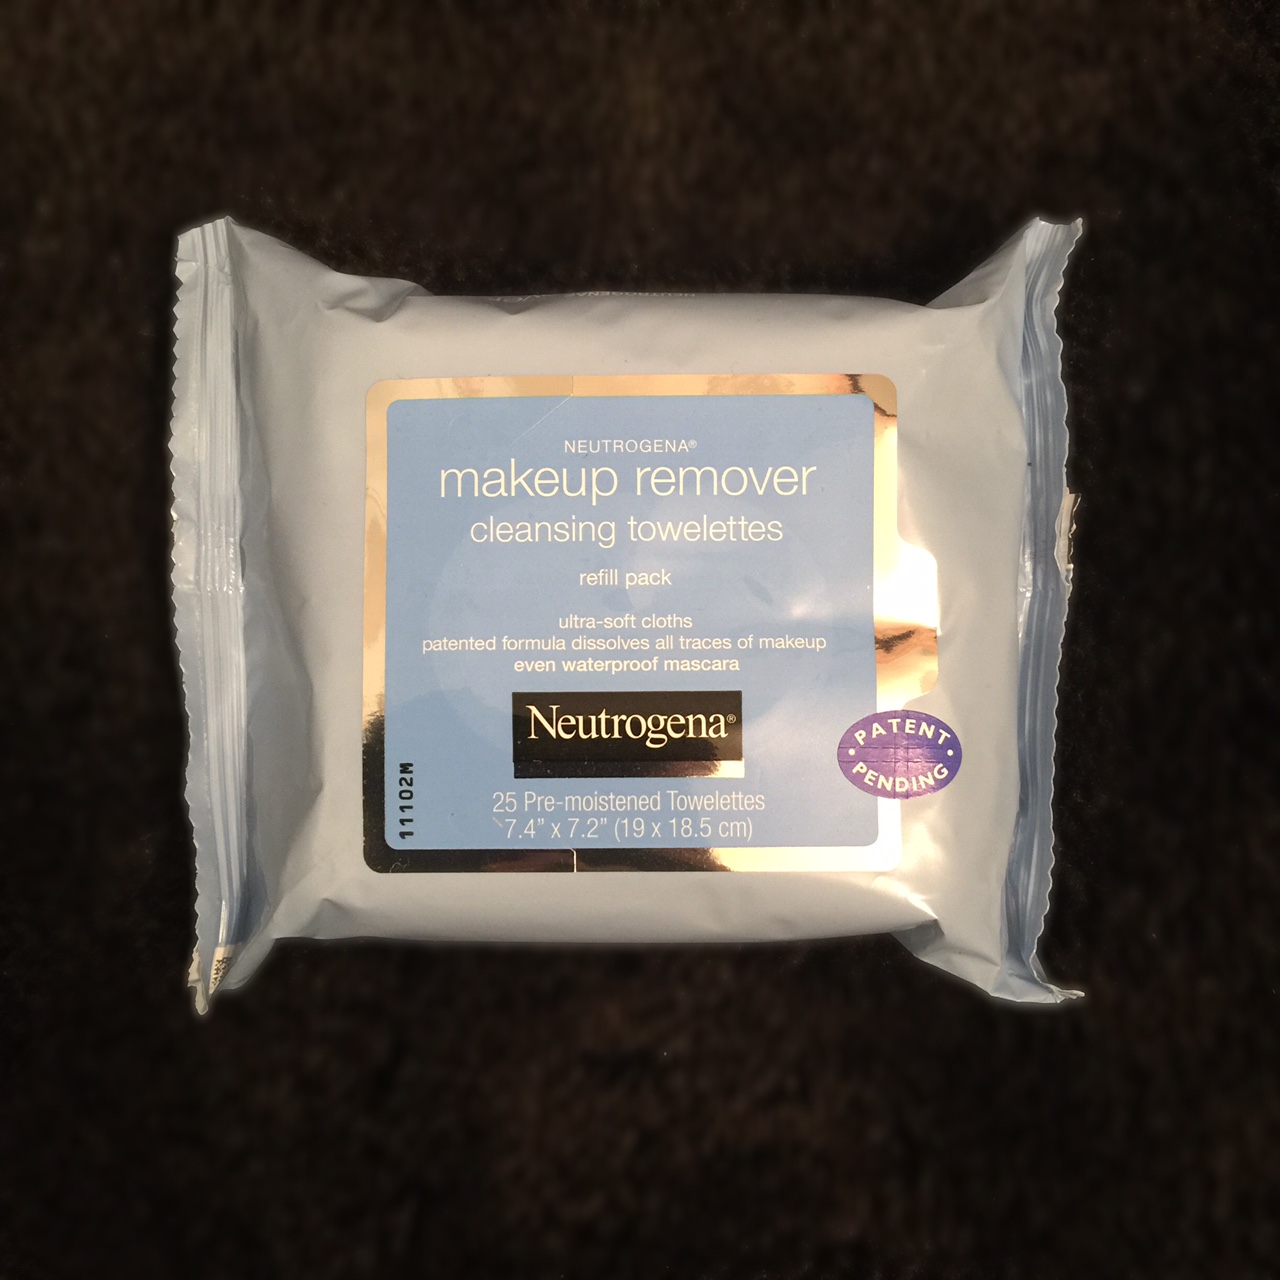 NEUTROGENA®
makeup remover
cleansing towelettes
refill pack
ultra-soft cloths
patented formula dissolves all traces of makeup
even waterproof mascara
Neutrogena®
PATENT
PENDING
11102M
25 Pre-moistened Towelettes
7.4” x 7.2” (19 x 18.5 cm)